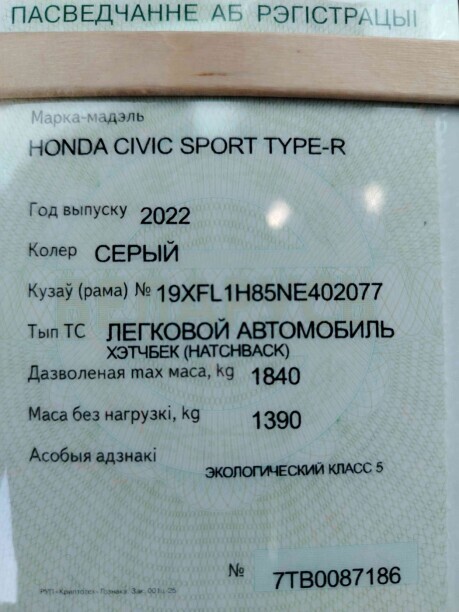 ПАСВЕДЧАННЕ АБ РЭГІСТРАЦЫІ
Марка-мадэль
HONDA CIVIC SPORT TYPE-R
Год выпуску 2022
Колер СЕРЫЙ
Кузаў (рама) № 19XFL1H85NE402077
Тып ТС ЛЕГКОВОЙ АВТОМОБИЛЬ
ХЭТЧБЕК (HATCHBACK)
Дазволеная max маса, kg 1840
Маса без нагрузкі, kg 1390
Асобыя адзнакі
ЭКОЛОГИЧЕСКИЙ КЛАСС 5
№ 7TB0087186